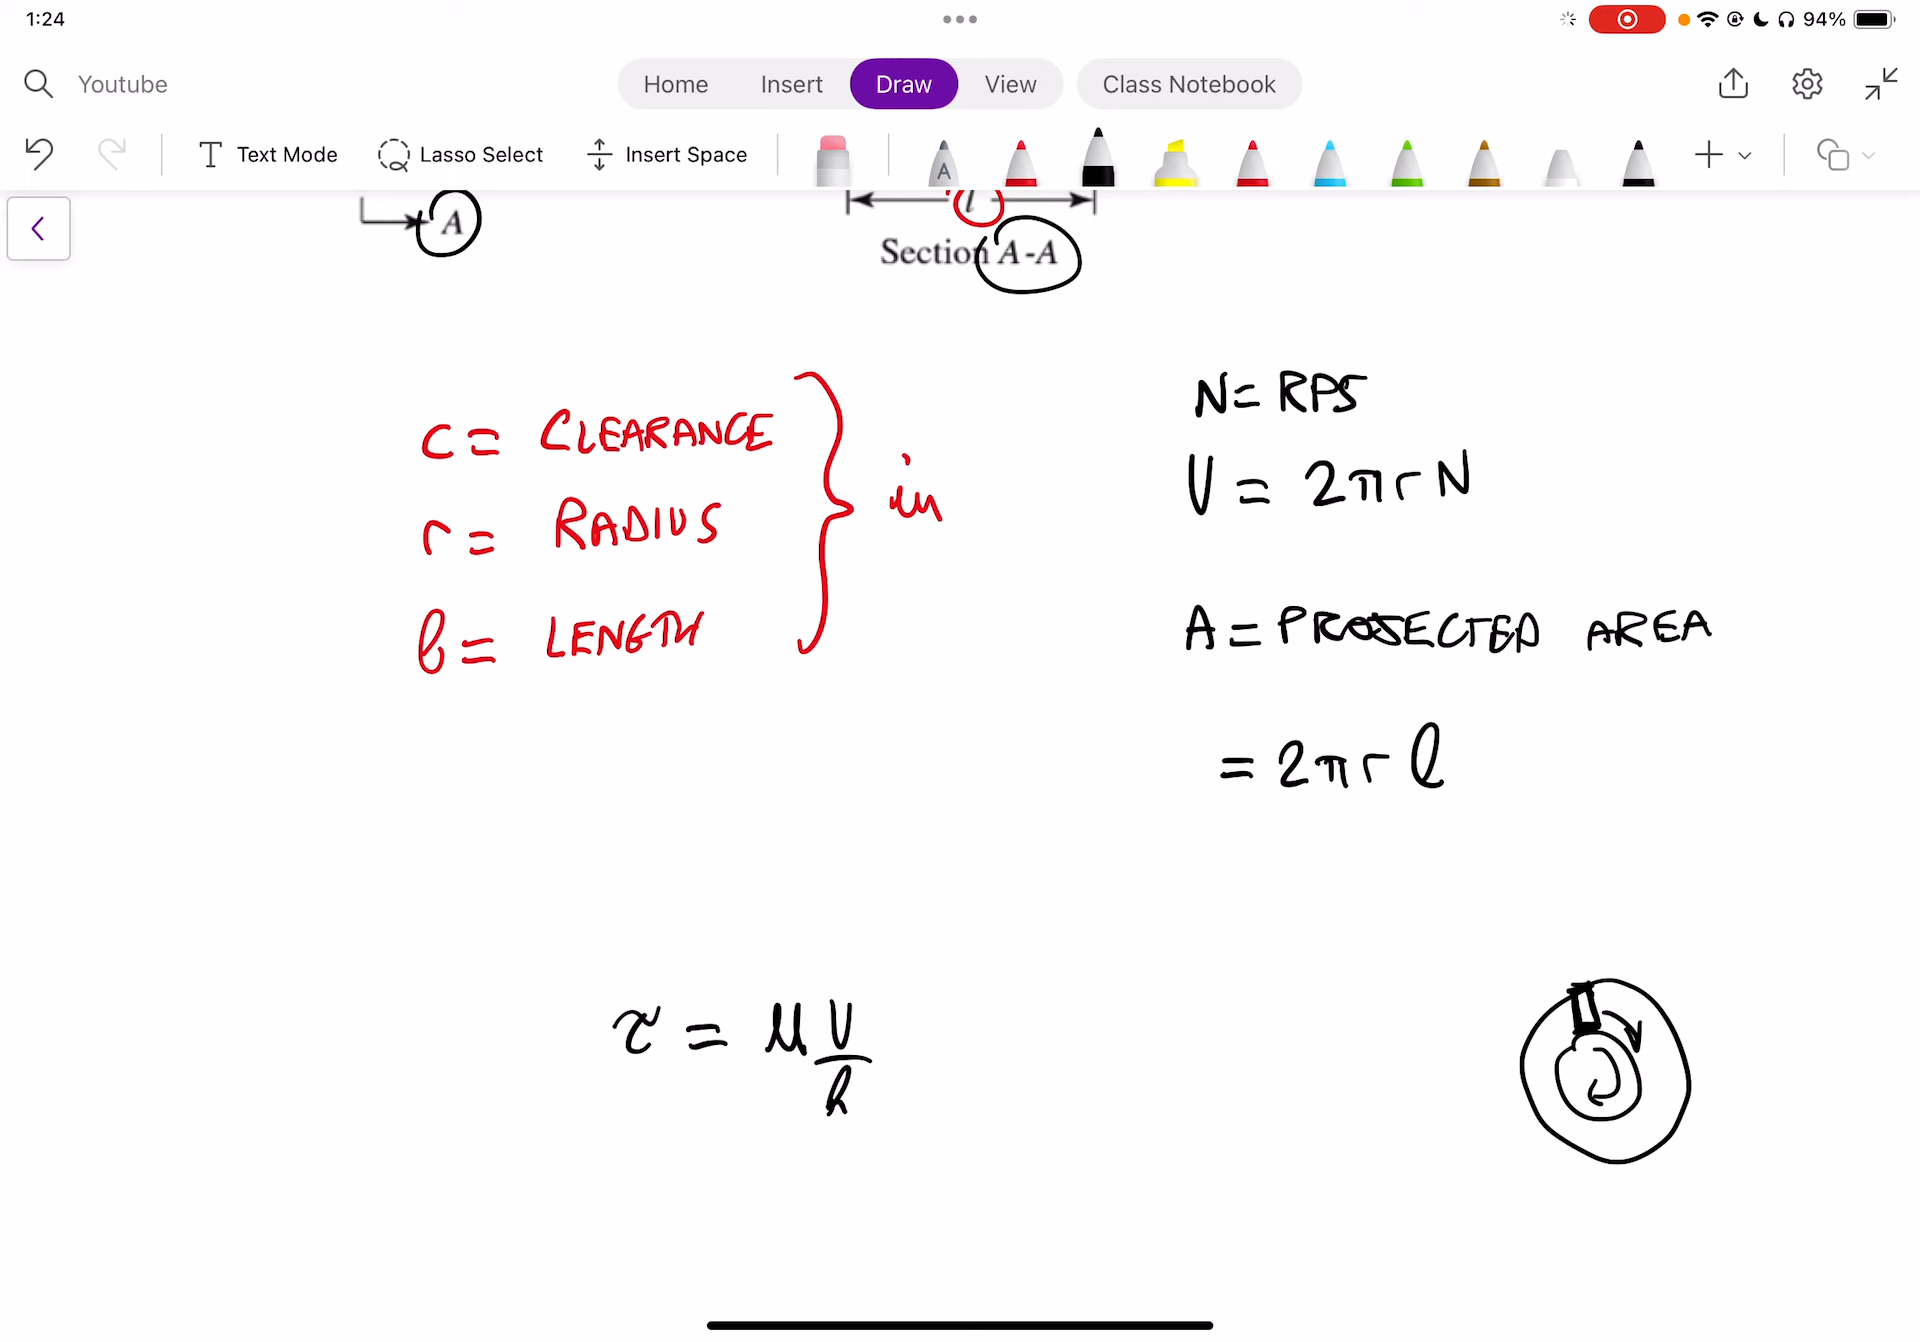 1:24
94%
Youtube
Home Insert Draw View Class Notebook
Text Mode Lasso Select Insert Space
A
A
l
Section A-A
c = CLEARANCE
r = RADIUS
l = LENGTH
in
N = RPS
U = 2πrN
A = PROJECTED AREA
= 2πrl
τ = μ U/h